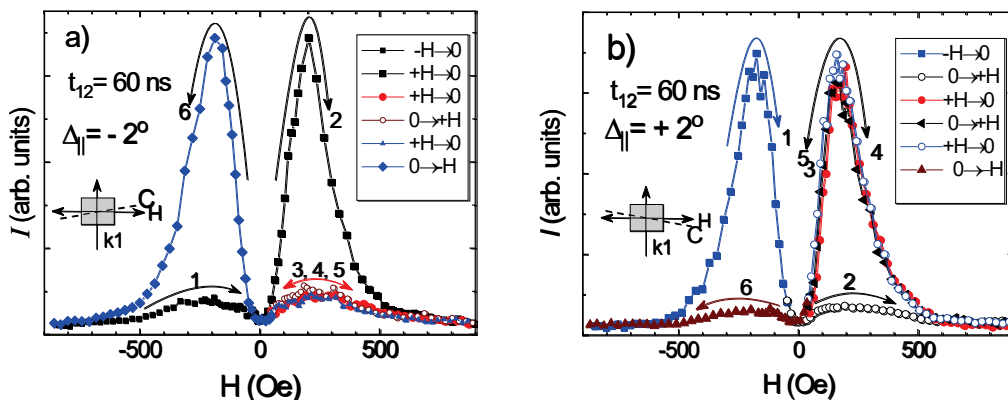 a)
t12= 60 ns
Δ|| = - 2º
C
H
k1
6
2
1
3, 4, 5
-H→0
+H→0
+H→0
0→+H
+H→0
0→-H
I (arb. units)
-500
0
500
H (Oe)
b)
t12= 60 ns
Δ|| = + 2º
H
C
k1
1
5
3
4
6
2
-H→0
0→+H
+H→0
0→+H
+H→0
0→-H
I (arb. units)
-500
0
500
H (Oe)